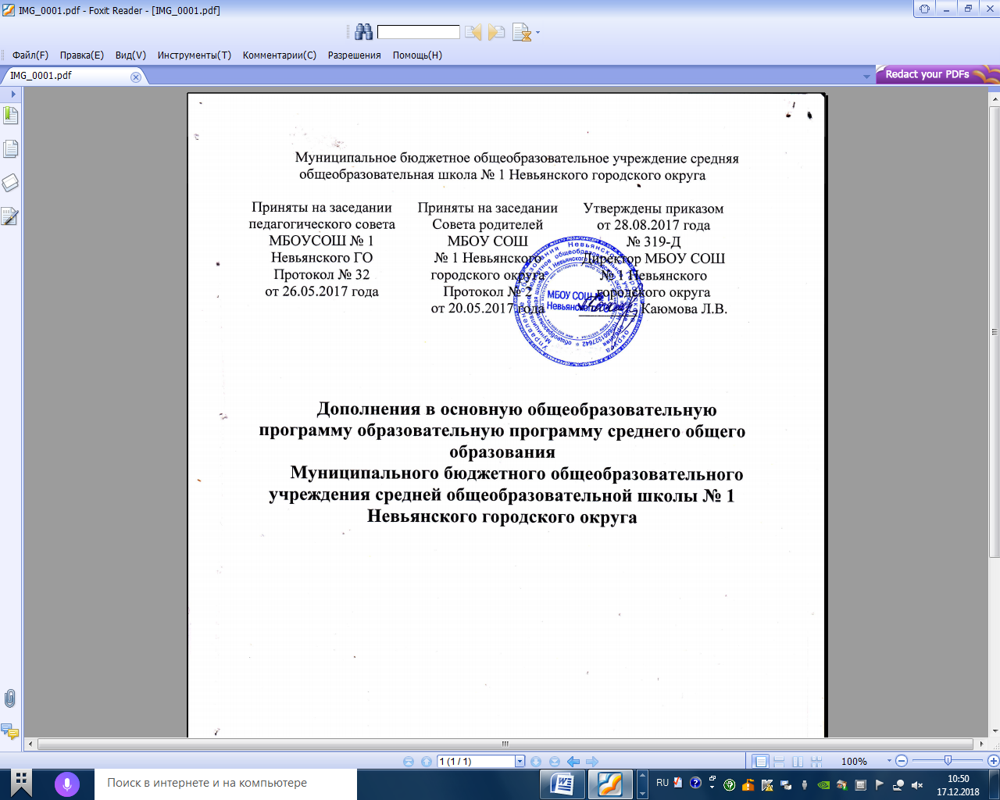 IMG_0001.pdf - Foxit Reader - [IMG_0001.pdf]
Файл(F) Правка(E) Вид(V) Инструменты(T) Комментарии(C) Разрешения Помощь(H)
IMG_0001.pdf
Redact your PDFs
Муниципальное бюджетное общеобразовательное учреждение средняя
общеобразовательная школа № 1 Невьянского городского округа
Приняты на заседании
педагогического совета
МБОУСОШ № 1
Невьянского ГО
Протокол № 32
от 26.05.2017 года
Приняты на заседании
Совета родителей
МБОУ СОШ
№ 1 Невьянского
городского округа
Протокол № 2
от 20.05.2017 года
Утверждены приказом
от 28.08.2017 года
№ 319-Д
Директор МБОУ СОШ
№ 1 Невьянского
городского округа
Каюмова Л.В.
МБОУ СОШ № 1
Невьянского ГО
Дополнения в основную общеобразовательную
программу образовательную программу среднего общего
образования
Муниципального бюджетного общеобразовательного
учреждения средней общеобразовательной школы № 1
Невьянского городского округа
1 (1 / 1)
100%
Поиск в интернете и на компьютере
RU
10:50
17.12.2018